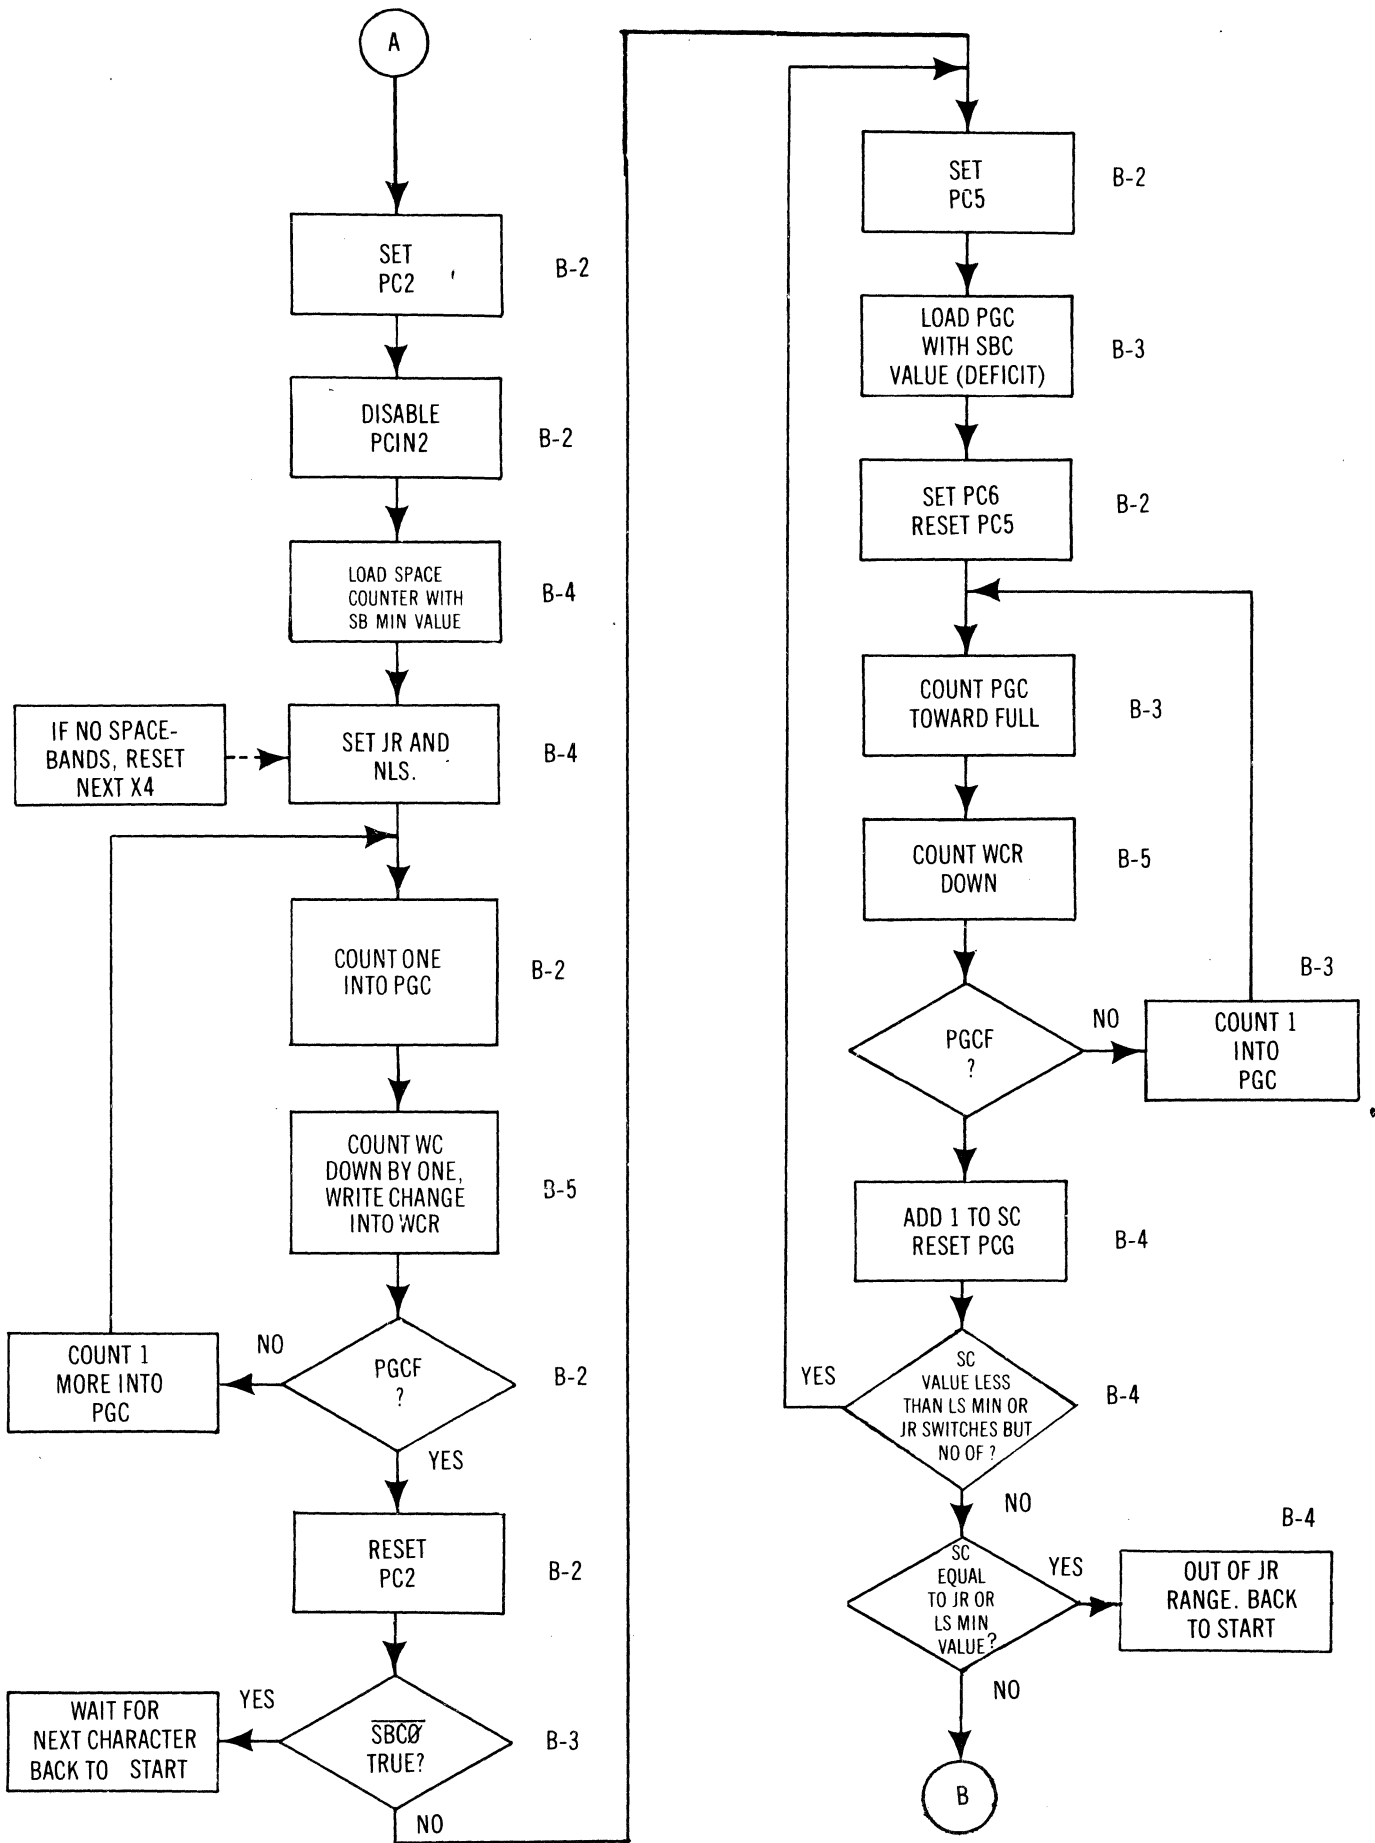 A
SET
PC2
B-2
DISABLE
PCIN2
B-2
LOAD SPACE
COUNTER WITH
SB MIN VALUE
B-4
IF NO SPACE-
BANDS, RESET
NEXT X4
SET JR AND
NLS.
B-4
COUNT ONE
INTO PGC
B-2
COUNT WC
DOWN BY ONE,
WRITE CHANGE
INTO WCR
B-5
PGCF
?
B-2
NO
COUNT 1
MORE INTO
PGC
YES
RESET
PC2
B-2
SBC0̸
TRUE?
B-3
YES
WAIT FOR
NEXT CHARACTER
BACK TO START
NO
SET
PC5
B-2
LOAD PGC
WITH SBC
VALUE (DEFICIT)
B-3
SET PC6
RESET PC5
B-2
COUNT PGC
TOWARD FULL
B-3
COUNT WCR
DOWN
B-5
PGCF
?
NO
B-3
COUNT 1
INTO
PGC
ADD 1 TO SC
RESET PCG
B-4
SC
VALUE LESS
THAN LS MIN OR
JR SWITCHES BUT
NO OF ?
B-4
YES
NO
SC
EQUAL
TO JR OR
LS MIN
VALUE?
YES
B-4
OUT OF JR
RANGE. BACK
TO START
NO
B